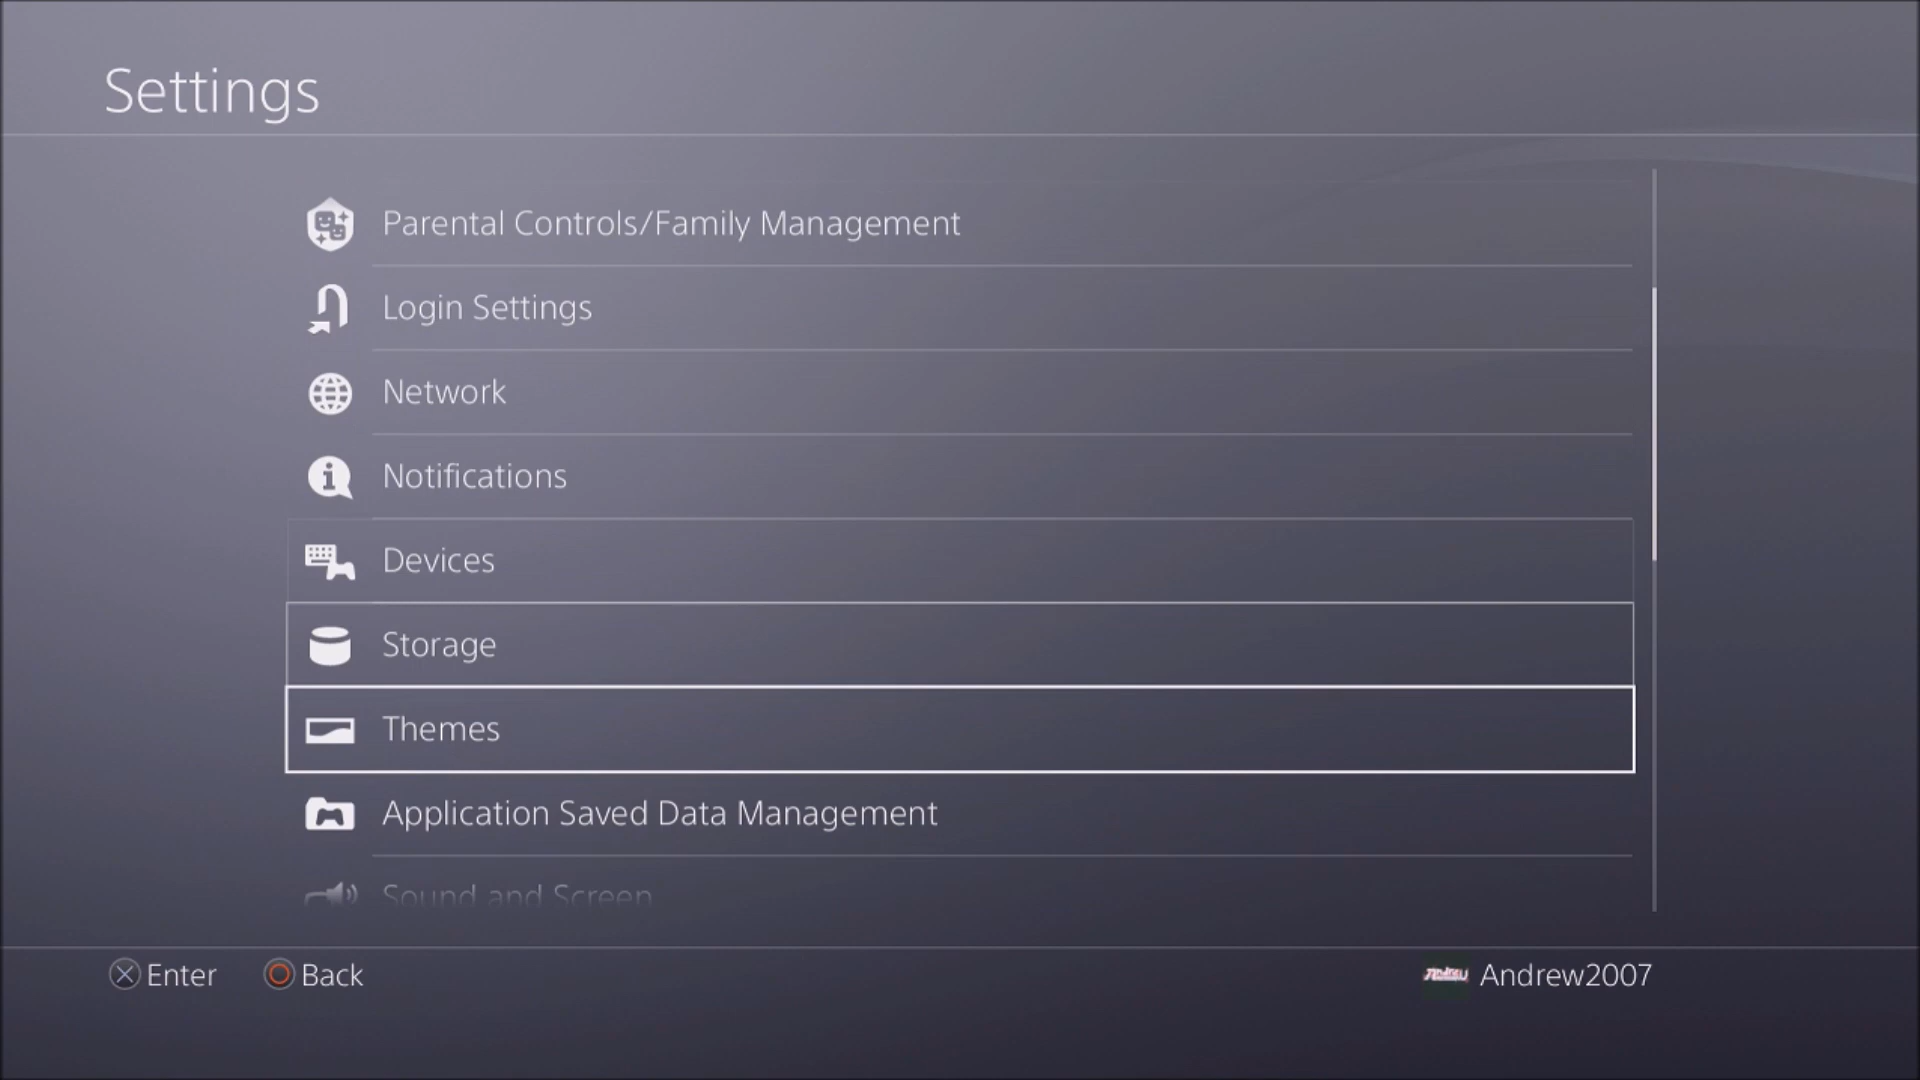 Settings
Parental Controls/Family Management
Login Settings
Network
Notifications
Devices
Storage
Themes
Application Saved Data Management
Sound and Screen
Enter
Back
Andrew2007